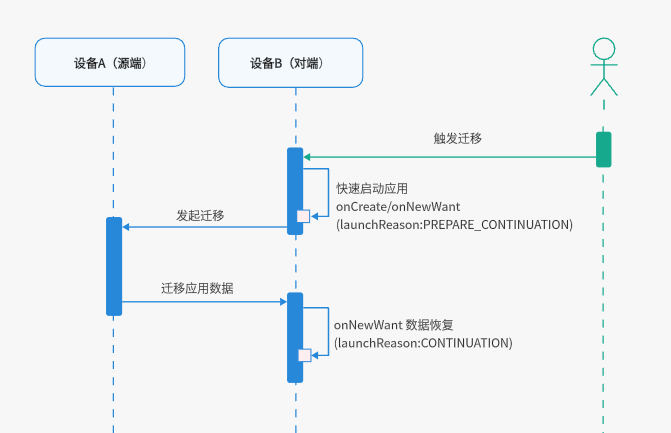 设备A（源端）
设备B（对端）
触发迁移
快速启动应用
onCreate/onNewWant
(launchReason:PREPARE_CONTINUATION)
发起迁移
迁移应用数据
onNewWant 数据恢复
(launchReason:CONTINUATION)